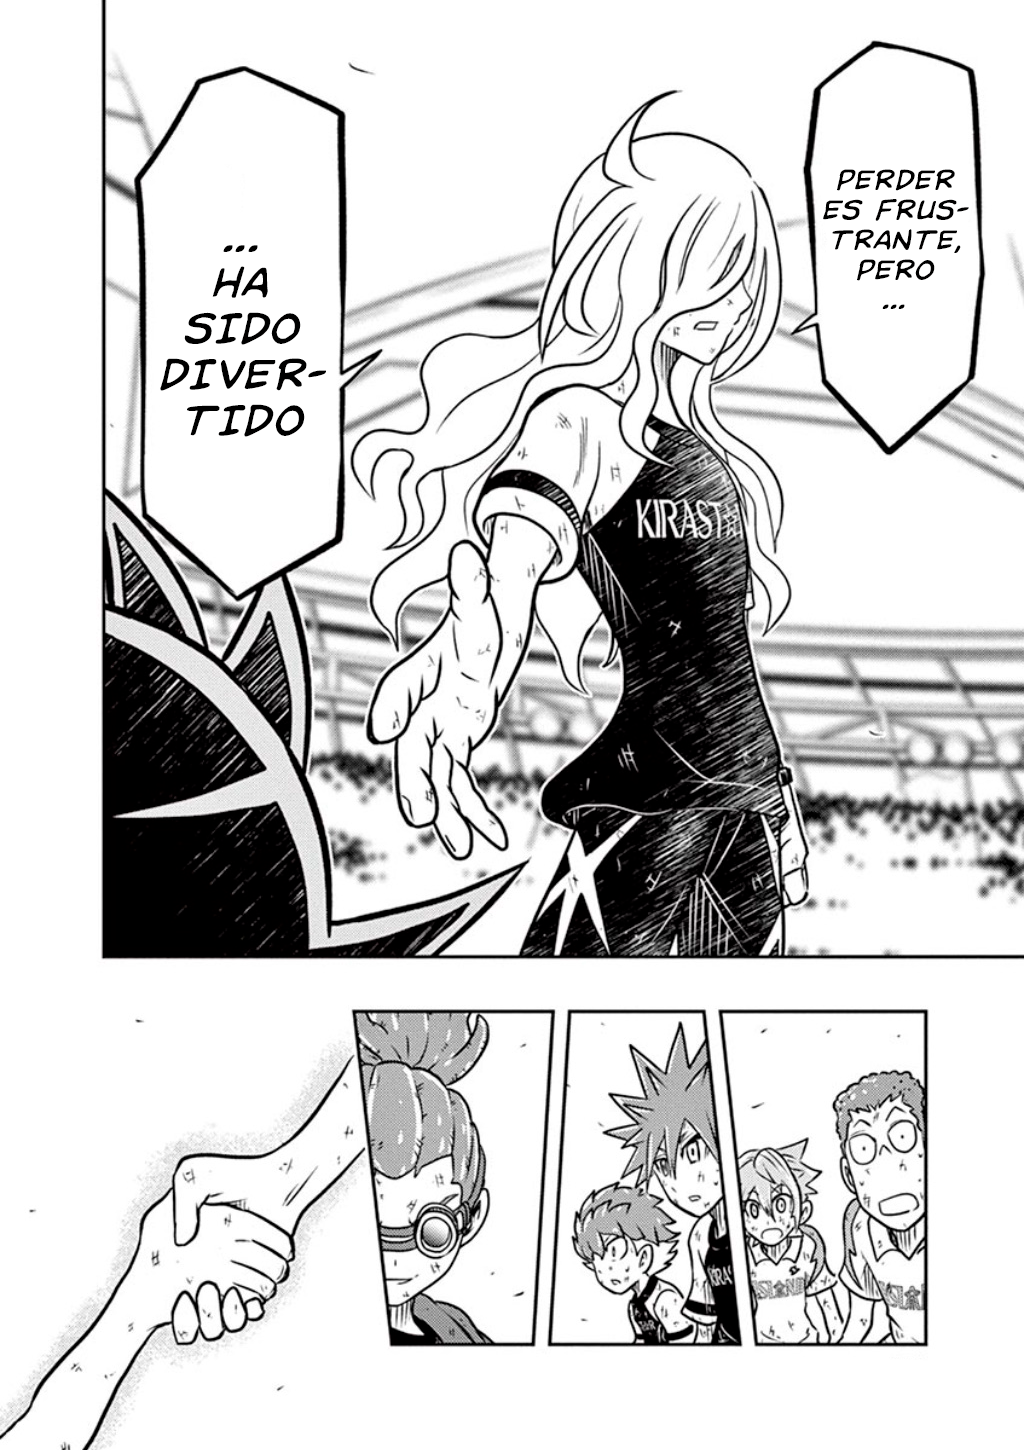 PERDER
ES FRUS-
TRANTE,
PERO
...
...
HA
SIDO
DIVER-
TIDO
KIRAST